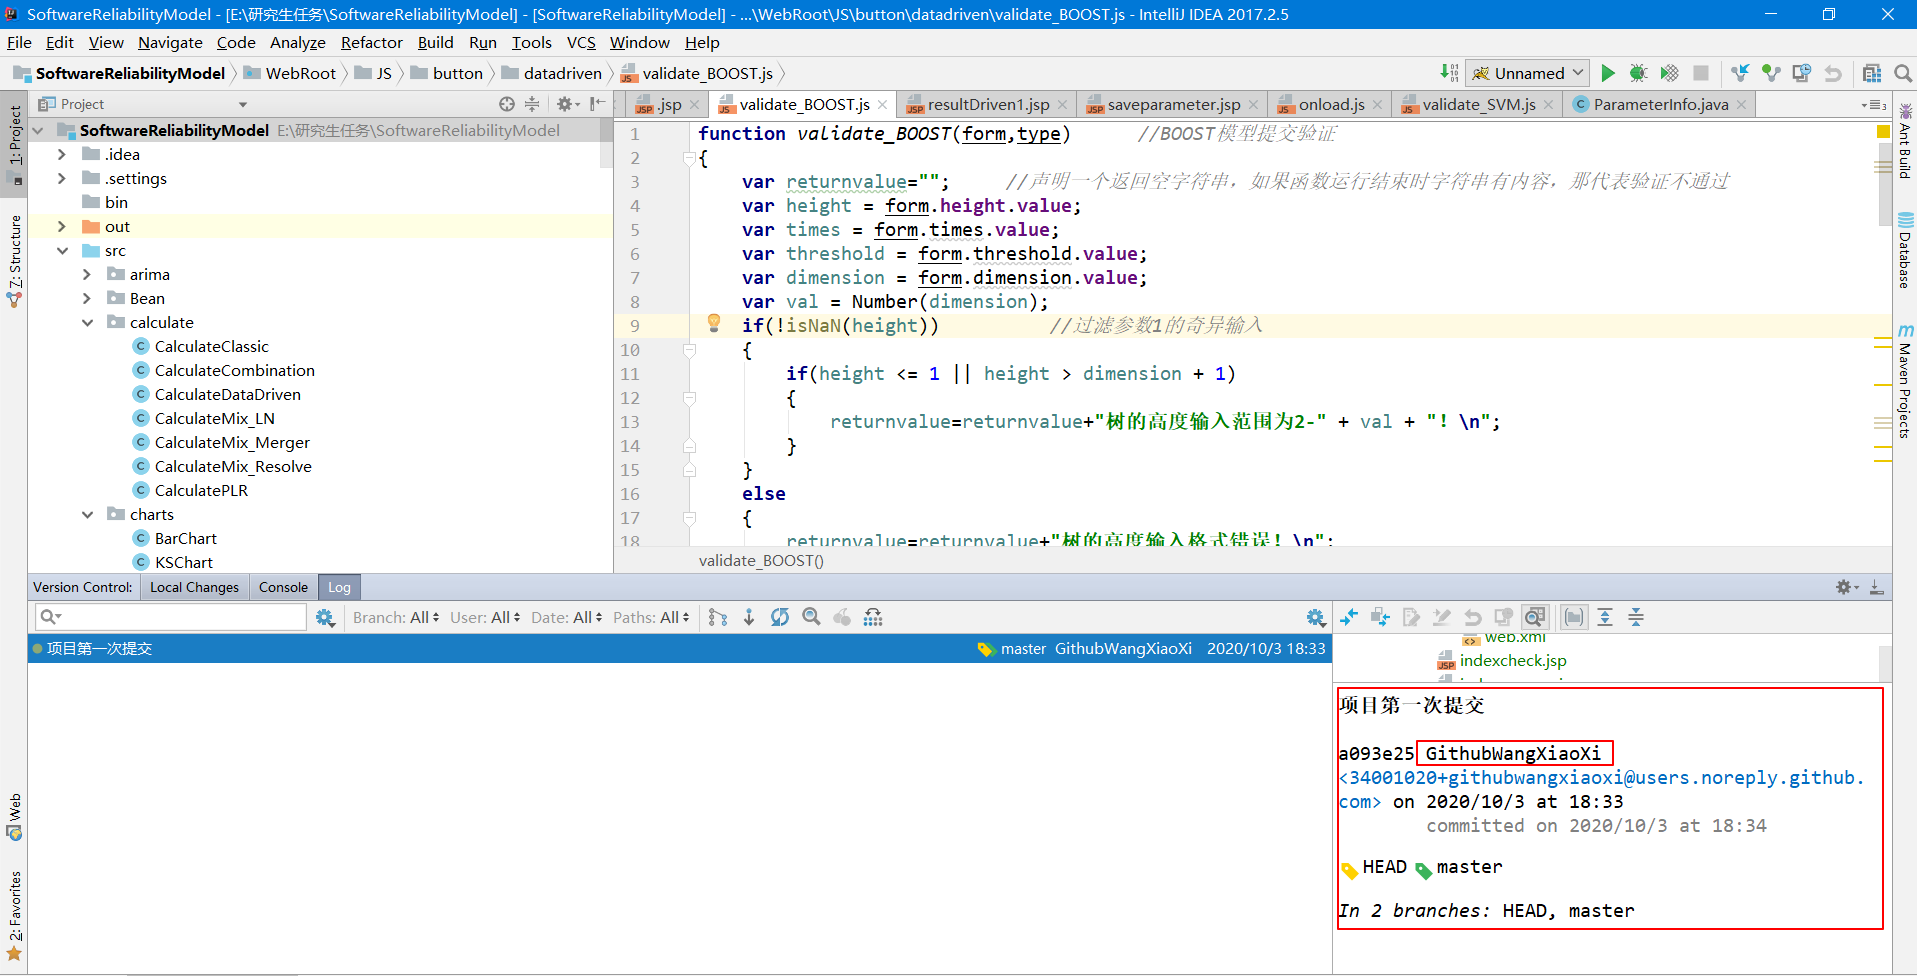 SoftwareReliabilityModel - [E:\研究生任务\SoftwareReliabilityModel] - [SoftwareReliabilityModel] - ...\WebRoot\JS\button\datadriven\validate_BOOST.js - IntelliJ IDEA 2017.2.5
File Edit View Navigate Code Analyze Refactor Build Run Tools VCS Window Help
SoftwareReliabilityModel WebRoot JS button datadriven validate_BOOST.js Unnamed
Project .jsp validate_BOOST.js resultDriven1.jsp saveparameter.jsp onload.js validate_SVM.js ParameterInfo.java
1: Project
7: Structure
Web
2: Favorites
SoftwareReliabilityModel E:\研究生任务\SoftwareReliabilityModel
.idea
.settings
bin
out
src
arima
Bean
calculate
CalculateClassic
CalculateCombination
CalculateDataDriven
CalculateMix_LN
CalculateMix_Merger
CalculateMix_Resolve
CalculatePLR
charts
BarChart
KSChart
1 function validate_BOOST(form,type) //BOOST模型提交验证
2 {
3 var returnvalue=""; //声明一个返回空字符串，如果函数运行结束时字符串有内容，那代表验证不通过
4 var height = form.height.value;
5 var times = form.times.value;
6 var threshold = form.threshold.value;
7 var dimension = form.dimension.value;
8 var val = Number(dimension);
9 if(!isNaN(height)) //过滤参数1的奇异输入
10 {
11 if(height <= 1 || height > dimension + 1)
12 {
13 returnvalue=returnvalue+"树的高度输入范围为2-" + val + "！\n";
14 }
15 }
16 else
17 {
18 returnvalue=returnvalue+"树的高度输入格式错误！\n";
validate_BOOST()
Ant Build
Database
m Maven Projects
Version Control: Local Changes Console Log
Branch: All User: All Date: All Paths: All
项目第一次提交 master GithubWangXiaoXi 2020/10/3 18:33
web.xml
indexcheck.jsp
项目第一次提交
a093e25 GithubWangXiaoXi
<34001020+githubwangxiaoxi@users.noreply.github.
com> on 2020/10/3 at 18:33
committed on 2020/10/3 at 18:34
HEAD master
In 2 branches: HEAD, master